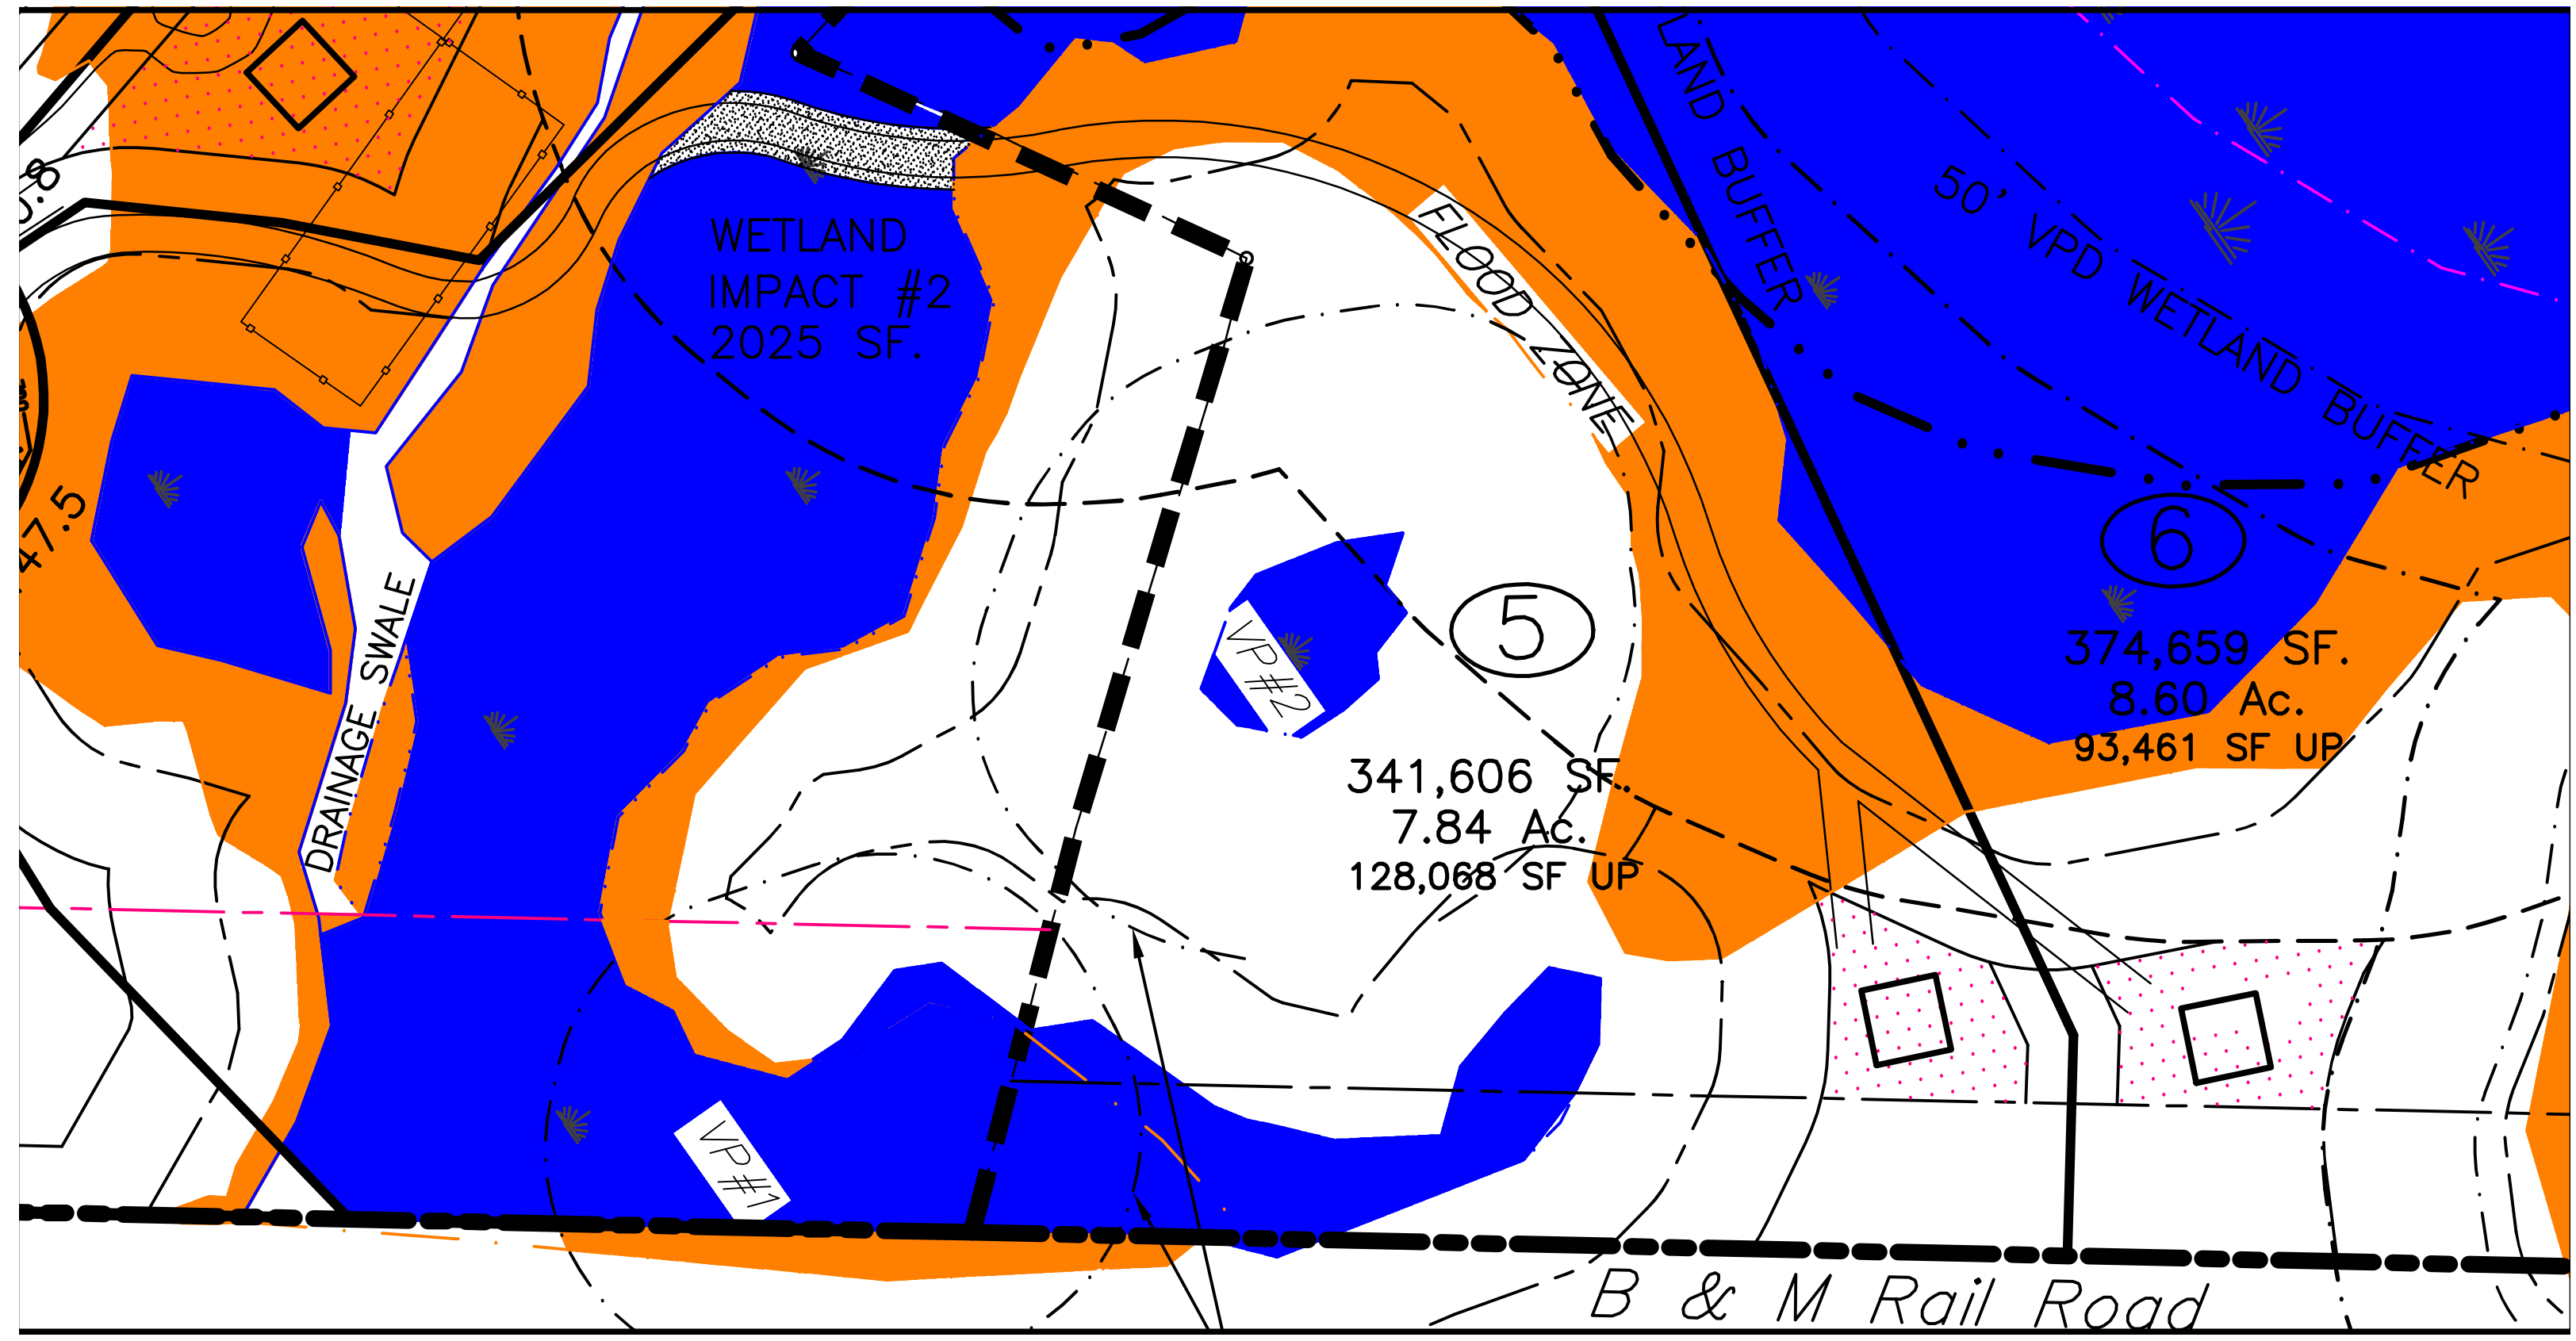 LAND BUFFER
50' VPD WETLAND BUFFER
WETLAND
IMPACT #2
2025 SF.
FLOOD ZONE
47.5
DRAINAGE SWALE
VP#2
5
341,606 SF.
7.84 Ac.
128,068 SF UP
6
374,659 SF.
8.60 Ac.
93,461 SF UP
VP#1
B & M Rail Road